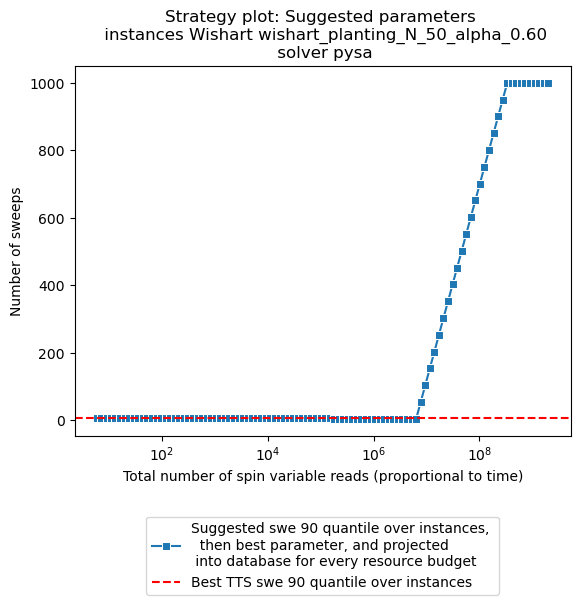 Strategy plot: Suggested parameters
instances Wishart wishart_planting_N_50_alpha_0.60
solver pysa
1000
800
600
400
200
0
Number of sweeps
10^2
10^4
10^6
10^8
Total number of spin variable reads (proportional to time)
Suggested swe 90 quantile over instances,
then best parameter, and projected
into database for every resource budget
Best TTS swe 90 quantile over instances